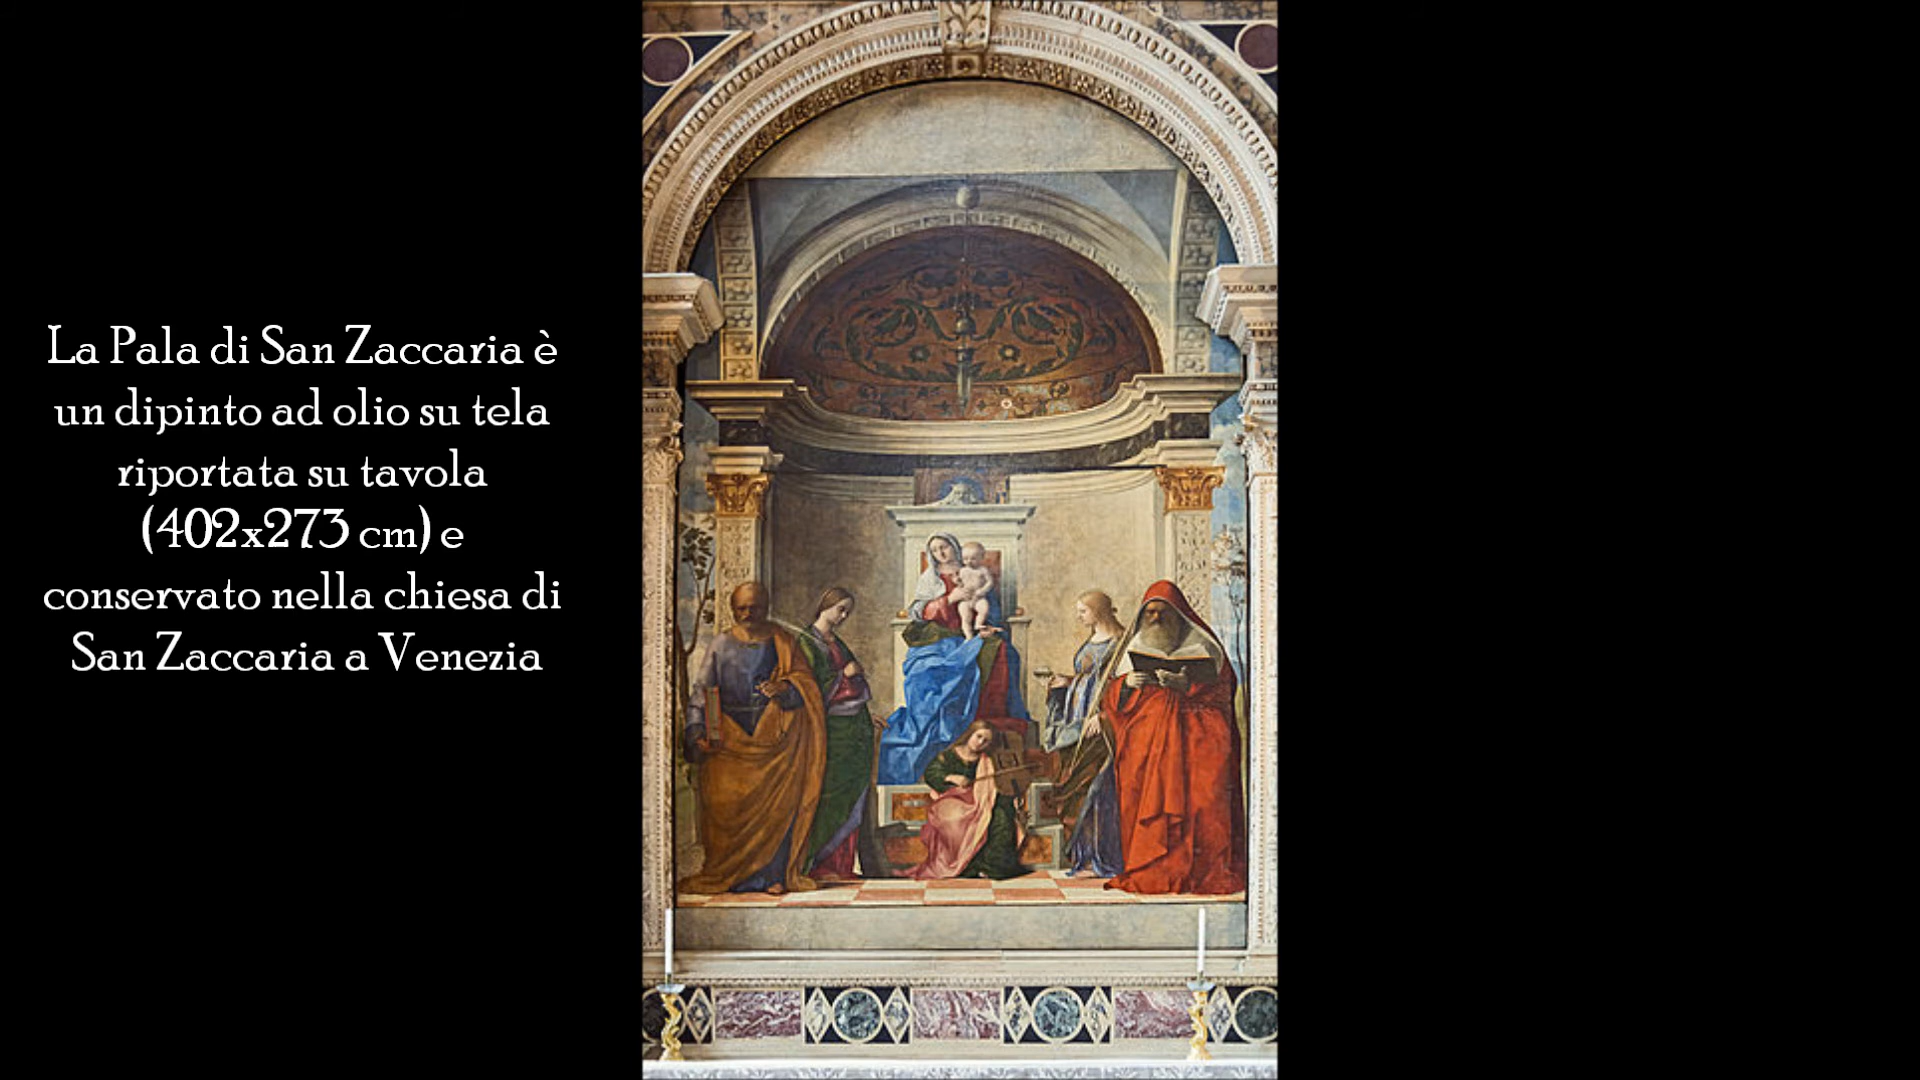 La Pala di San Zaccaria è
un dipinto ad olio su tela
riportata su tavola
(402x273 cm) e
conservato nella chiesa di
San Zaccaria a Venezia